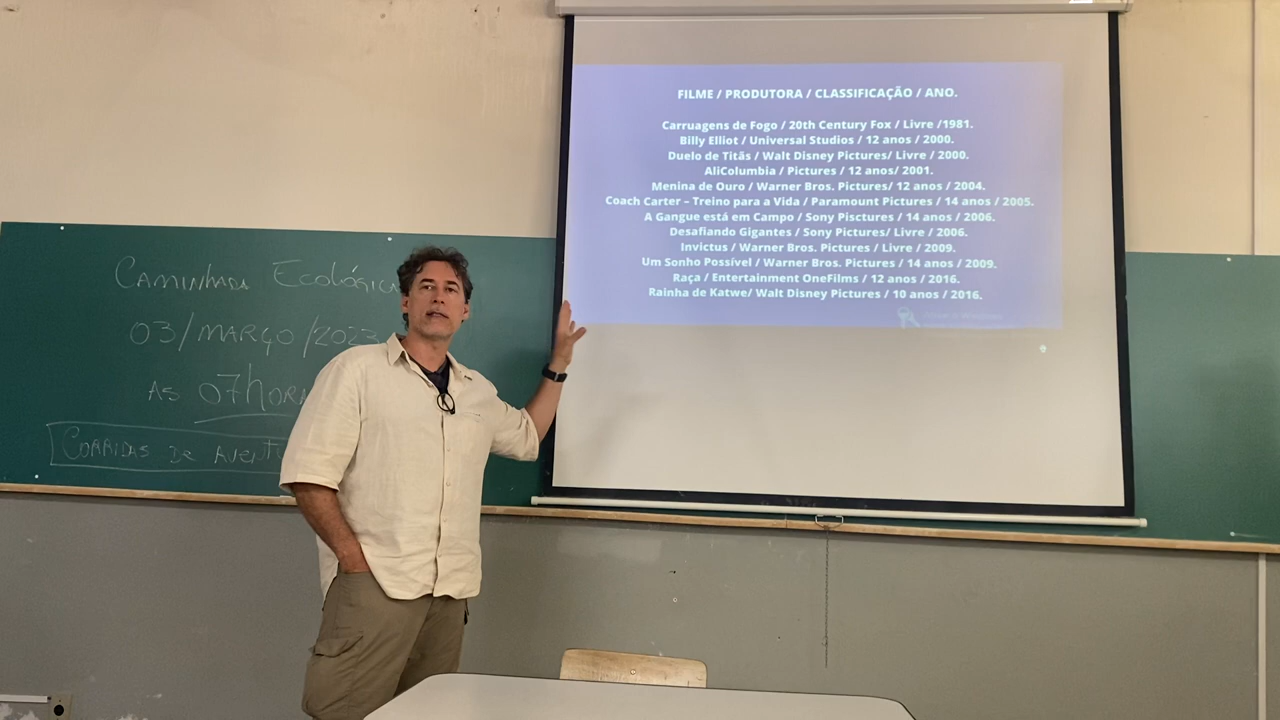 FILME / PRODUTORA / CLASSIFICAÇÃO / ANO.
Carruagens de Fogo / 20th Century Fox / Livre /1981.
Billy Elliot / Universal Studios / 12 anos / 2000.
Duelo de Titãs / Walt Disney Pictures/ Livre / 2000.
AliColumbia / Pictures / 12 anos/ 2001.
Menina de Ouro / Warner Bros. Pictures/ 12 anos / 2004.
Coach Carter – Treino para a Vida / Paramount Pictures / 14 anos / 2005.
A Gangue está em Campo / Sony Pisctures / 14 anos / 2006.
Desafiando Gigantes / Sony Pictures/ Livre / 2006.
Invictus / Warner Bros. Pictures / Livre / 2009.
Um Sonho Possível / Warner Bros. Pictures / 14 anos / 2009.
Raça / Entertainment OneFilms / 12 anos / 2016.
Rainha de Katwe/ Walt Disney Pictures / 10 anos / 2016.
CAMINHADA ECOLÓGICA
03/MARÇO/2023
AS 07hORA
CORRIDAS DE AVENTU